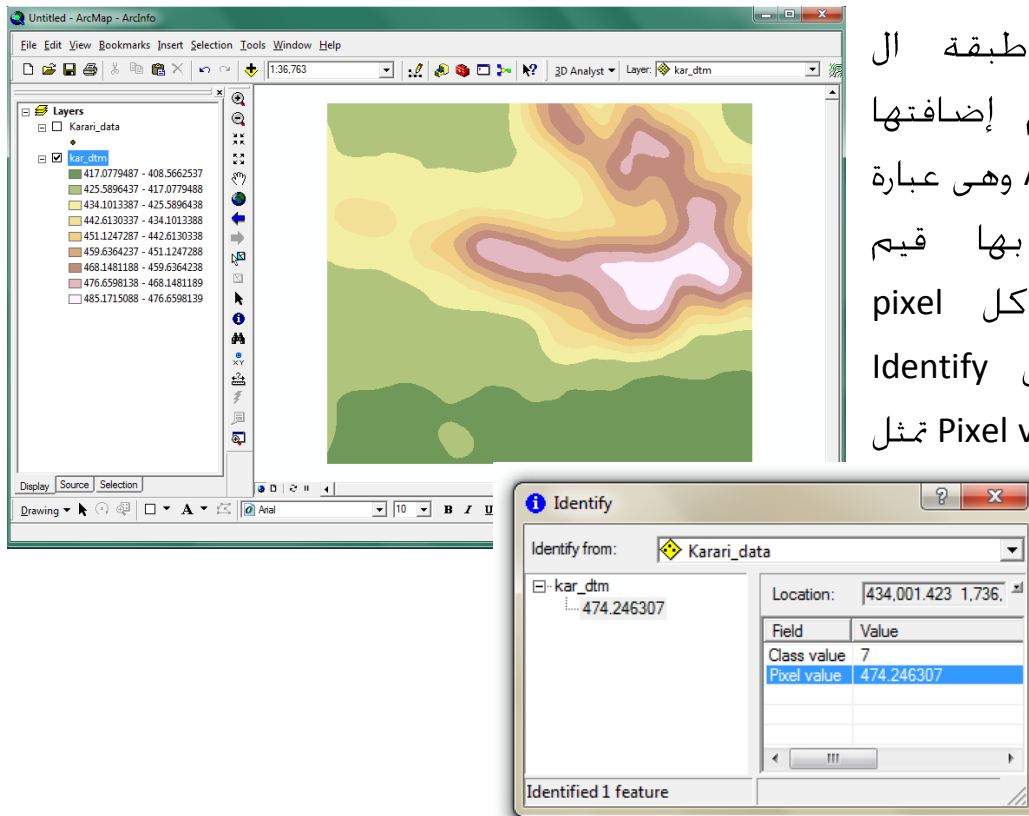 Untitled - ArcMap - ArcInfo
File Edit View Bookmarks Insert Selection Tools Window Help
1:36,763 3D Analyst Layer: kar_dtm
Layers
Karari_data
kar_dtm
417.0779487 - 408.5662537
425.5896437 - 417.0779488
434.1013387 - 425.5896438
442.6130337 - 434.1013388
451.1247287 - 442.6130338
459.6364237 - 451.1247288
468.1481188 - 459.6364238
476.6598138 - 468.1481189
485.1715088 - 476.6598139
Display Source Selection
Drawing A Arial 10 B I U
طبقة ال
إضافتها
وهى عبارة
بها قيم
كل pixel
Identify
Pixel v تمثل
Identify
Identify from: Karari_data
kar_dtm
474.246307
Location: 434,001.423 1,736,
Field Value
Class value 7
Pixel value 474.246307
Identified 1 feature